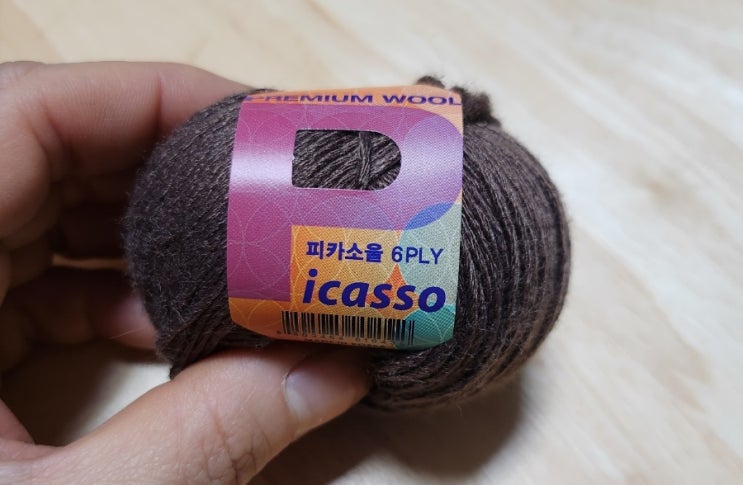 PREMIUM WOOL
P
피카소울 6PLY
icasso